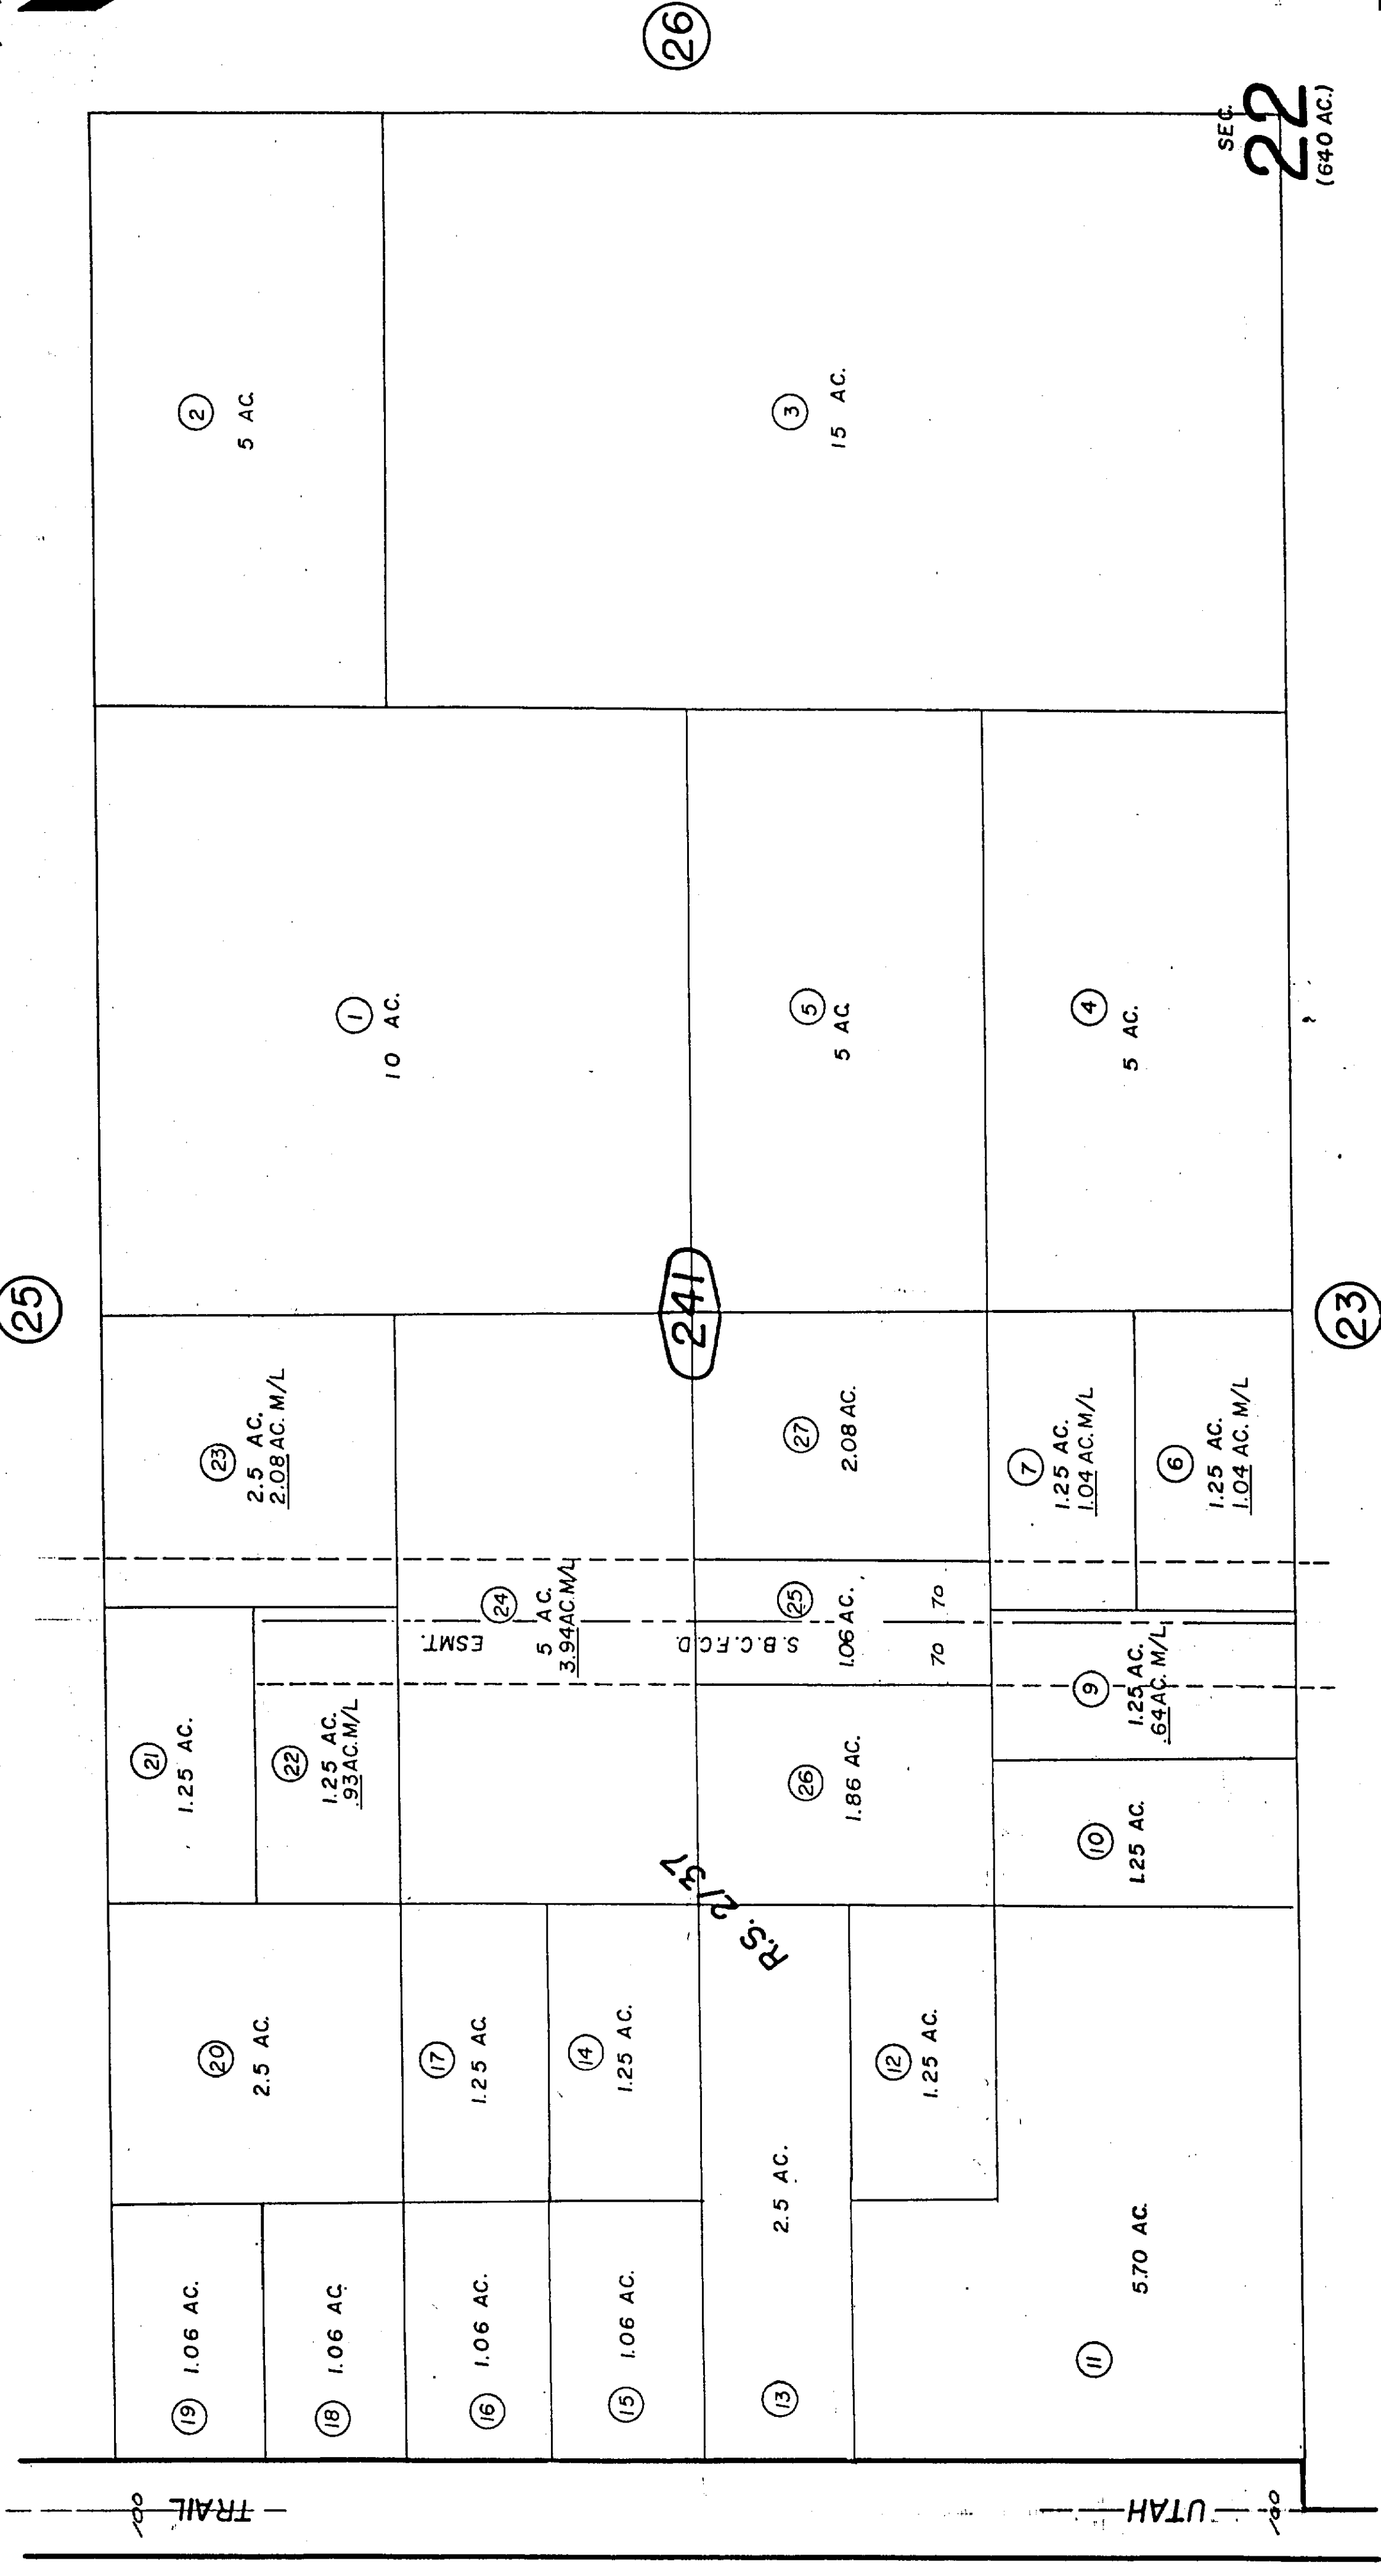 25
26
23
SEC.
22
(640 AC.)
241
19
1.06 AC.
18
1.06 AC.
16
1.06 AC.
15
1.06 AC.
13
2.5 AC.
11
5.70 AC.
20
2.5 AC.
17
1.25 AC.
14
1.25 AC.
12
1.25 AC.
R.S. 21
21
1.25 AC.
22
1.25 AC.
.93 AC. M/L
26
1.86 AC.
10
1.25 AC.
9
1.25 AC.
.64 AC. M/L
ESMT.
S.B.C.F.C.D
24
5 AC.
3.94 AC. M/L
25
1.06 AC.
70
70
23
2.5 AC.
2.08 AC. M/L
27
2.08 AC.
7
1.25 AC.
1.04 AC. M/L
6
1.25 AC.
1.04 AC. M/L
1
10 AC.
5
5 AC.
4
5 AC.
2
5 AC.
3
15 AC.
100
TRAIL
UTAH
100